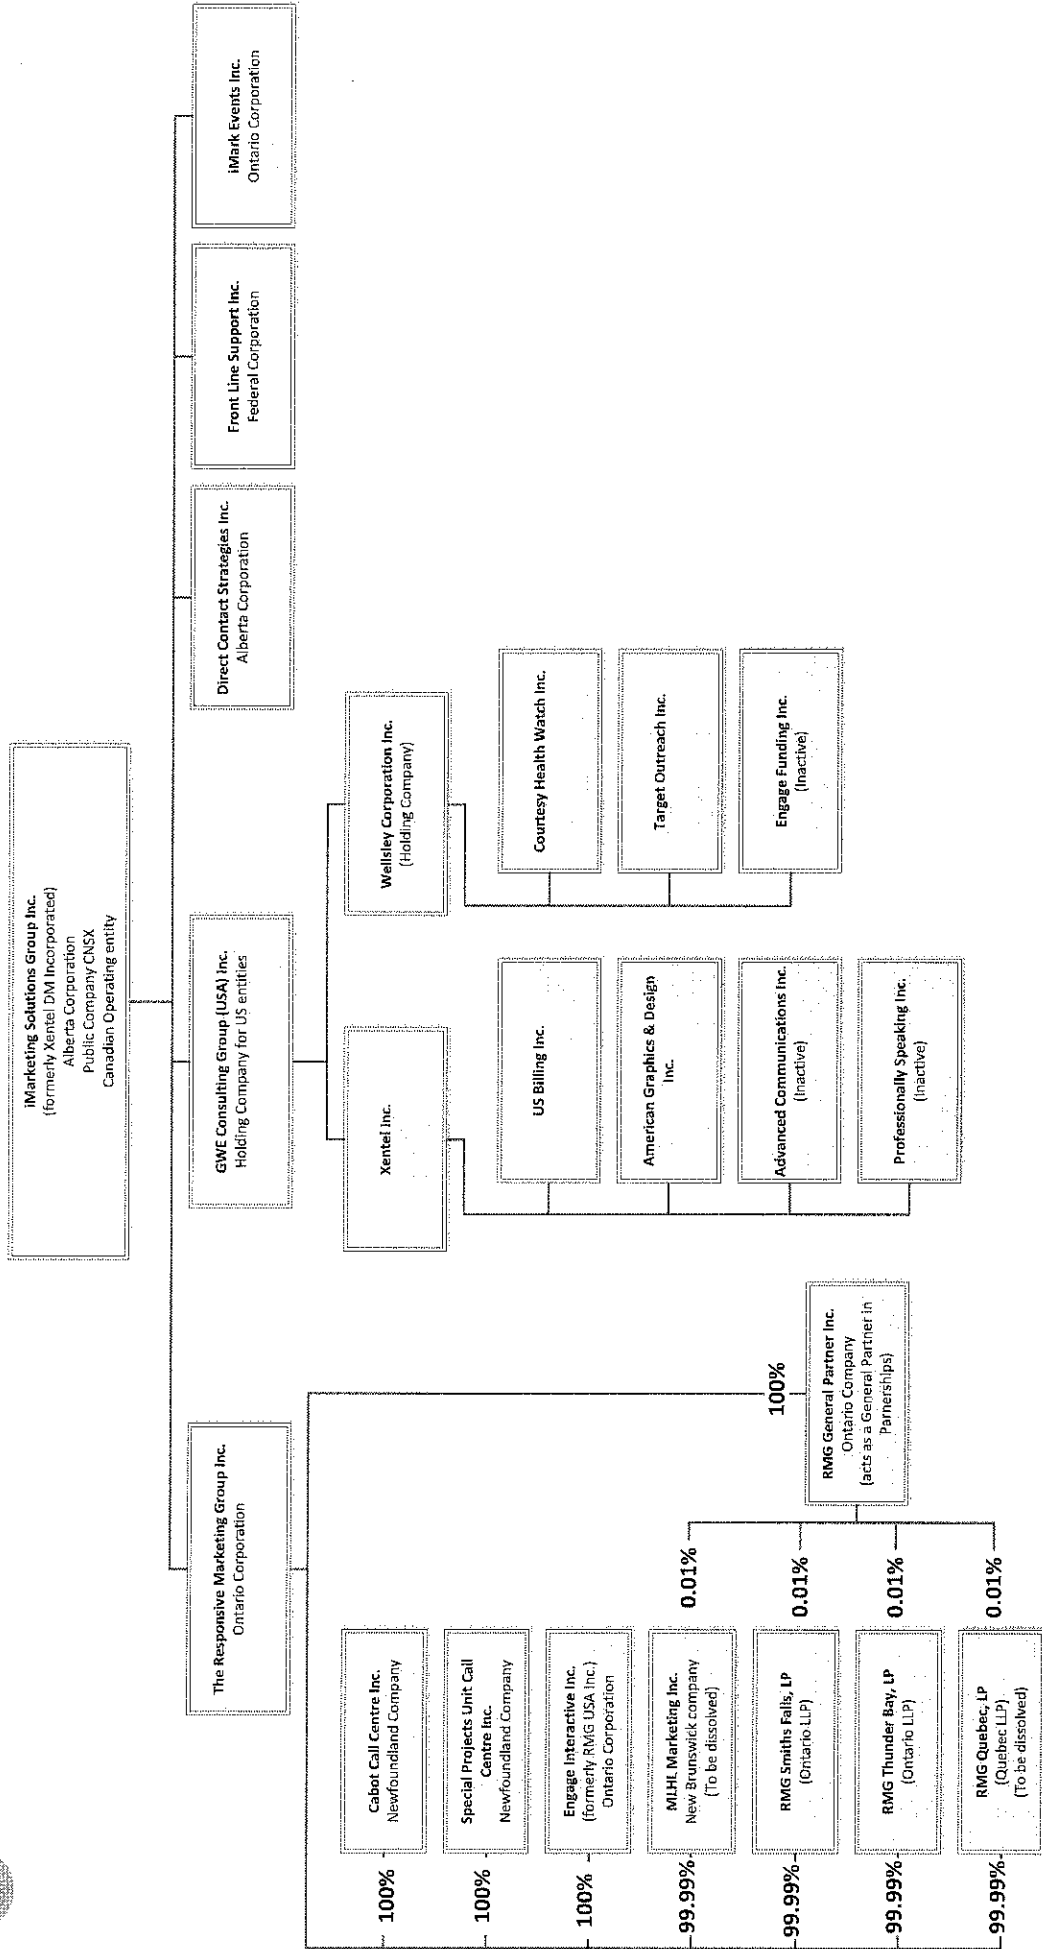 iMarketing Solutions Group Inc.
(formerly Xentel DM Incorporated)
Alberta Corporation
Public Company CNSX
Canadian Operating entity
The Responsive Marketing Group Inc.
Ontario Corporation
GWE Consulting Group (USA) Inc.
Holding Company for US entities
Direct Contact Strategies Inc.
Alberta Corporation
Front Line Support Inc.
Federal Corporation
iMark Events Inc.
Ontario Corporation
Xentel Inc.
Wellsley Corporation Inc.
(Holding Company)
US Billing Inc.
American Graphics & Design
Inc.
Advanced Communications Inc.
(Inactive)
Professionally Speaking Inc.
(Inactive)
Courtesy Health Watch Inc.
Target Outreach Inc.
Engage Funding Inc.
(Inactive)
100%
Cabot Call Centre Inc.
Newfoundland Company
100%
Special Projects Unit Call
Centre Inc.
Newfoundland Company
100%
Engage Interactive Inc.
(formerly RMG USA Inc.)
Ontario Corporation
99.99%
MLHL Marketing Inc.
New Brunswick company
(To be dissolved)
0.01%
99.99%
RMG Smiths Falls, LP
(Ontario LLP)
0.01%
99.99%
RMG Thunder Bay, LP
(Ontario LLP)
0.01%
99.99%
RMG Quebec, LP
(Quebec LLP)
(To be dissolved)
0.01%
100%
RMG General Partner Inc.
Ontario Company
(acts as a General Partner in
Parnerships)